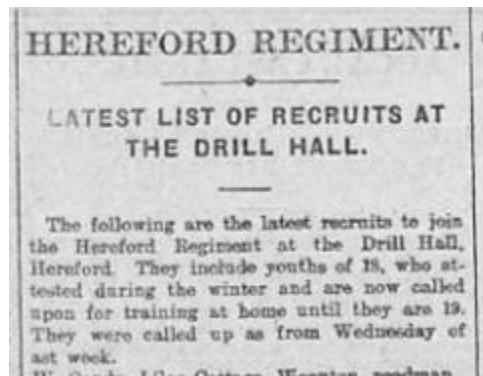 HEREFORD REGIMENT.
LATEST LIST OF RECRUITS AT
THE DRILL HALL.
The following are the latest recruits to join
the Hereford Regiment at the Drill Hall,
Hereford. They include youths of 18, who at-
tested during the winter and are now called
upon for training at home until they are 19.
They were called up as from Wednesday of
ast week.